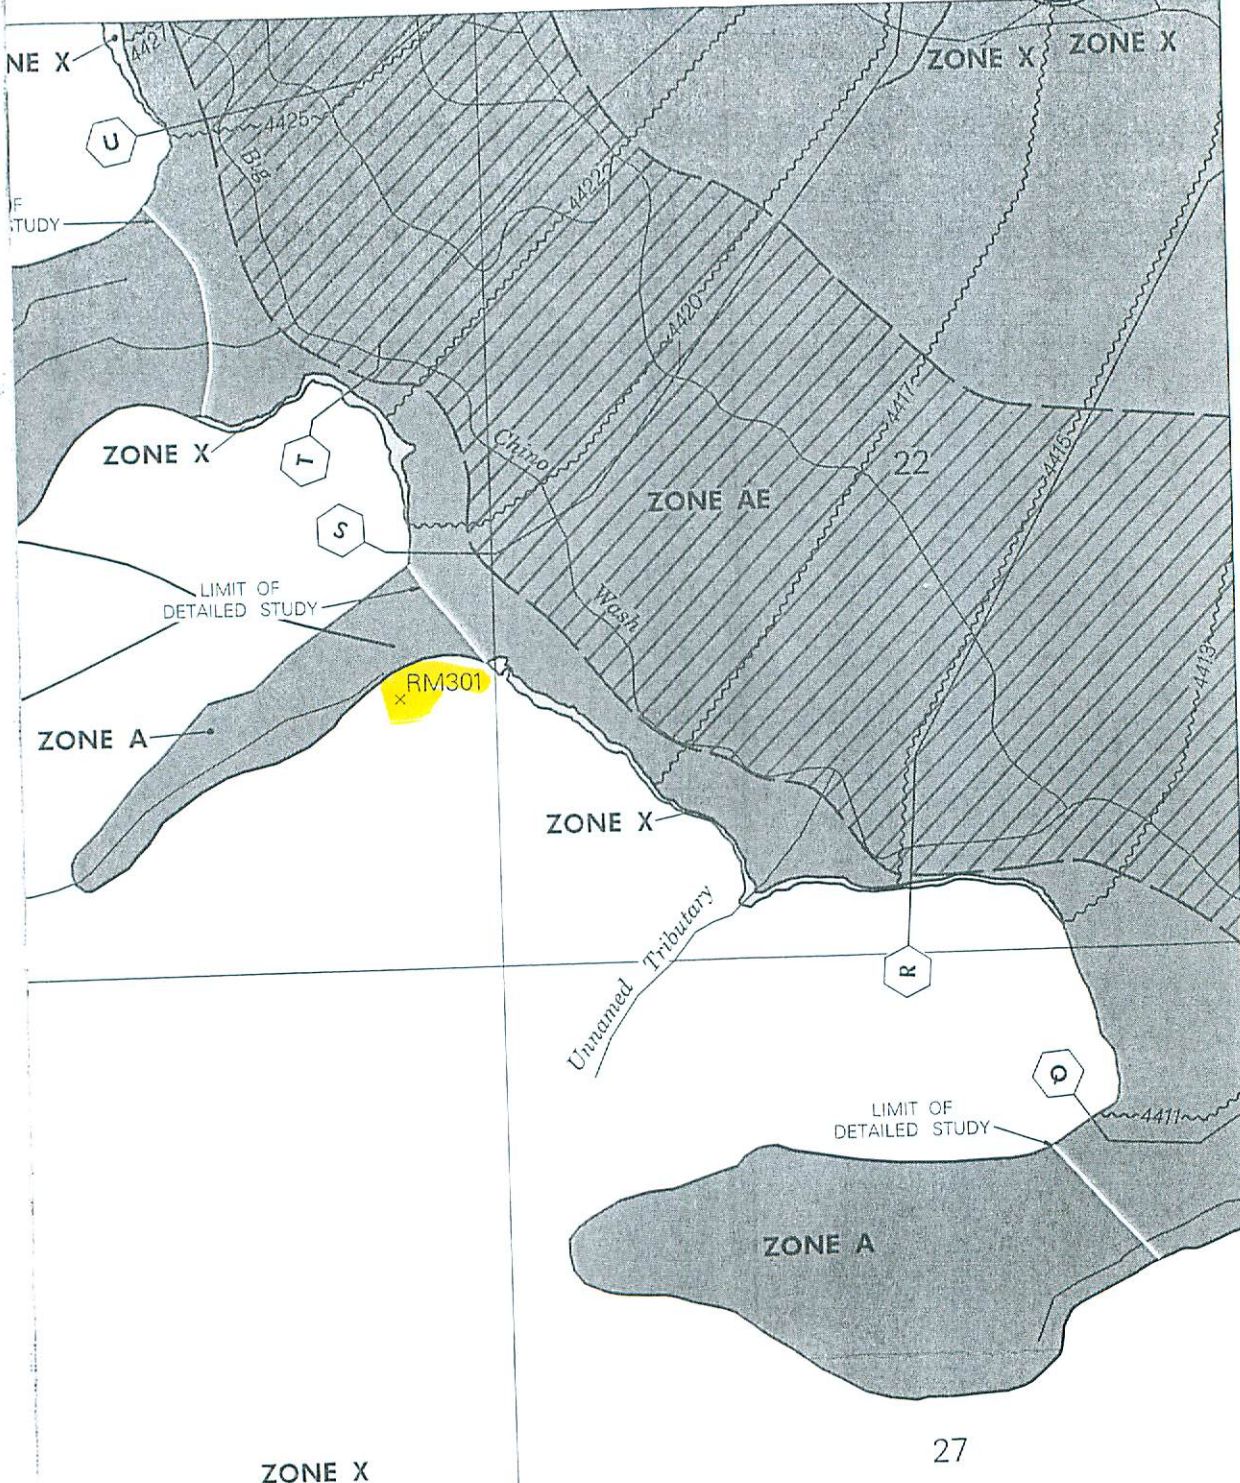 ZONE X
ZONE X
NE X
4427
U
4425
Big
4422
F
TUDY
4420
4417
4415
ZONE X
T
Chino
22
ZONE AE
S
LIMIT OF
DETAILED STUDY
Wash
4413
RM301
ZONE A
ZONE X
Unnamed Tributary
R
Q
LIMIT OF
DETAILED STUDY
4411
ZONE A
27
ZONE X